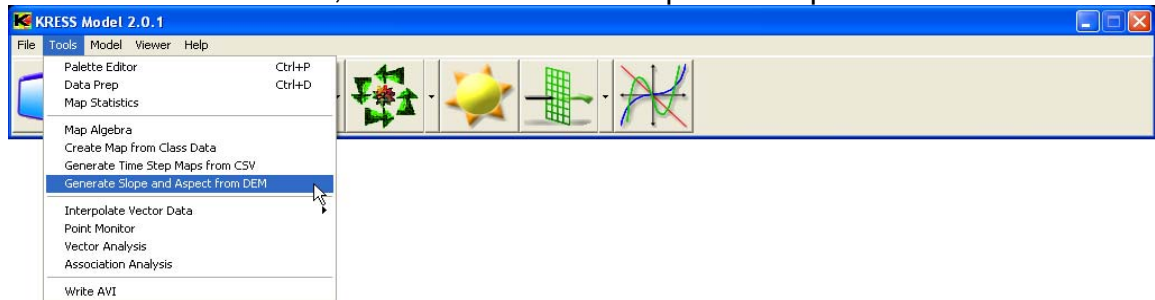 KRESS Model 2.0.1
File Tools Model Viewer Help
Palette Editor Ctrl+P
Data Prep Ctrl+D
Map Statistics
Map Algebra
Create Map from Class Data
Generate Time Step Maps from CSV
Generate Slope and Aspect from DEM
Interpolate Vector Data
Point Monitor
Vector Analysis
Association Analysis
Write AVI